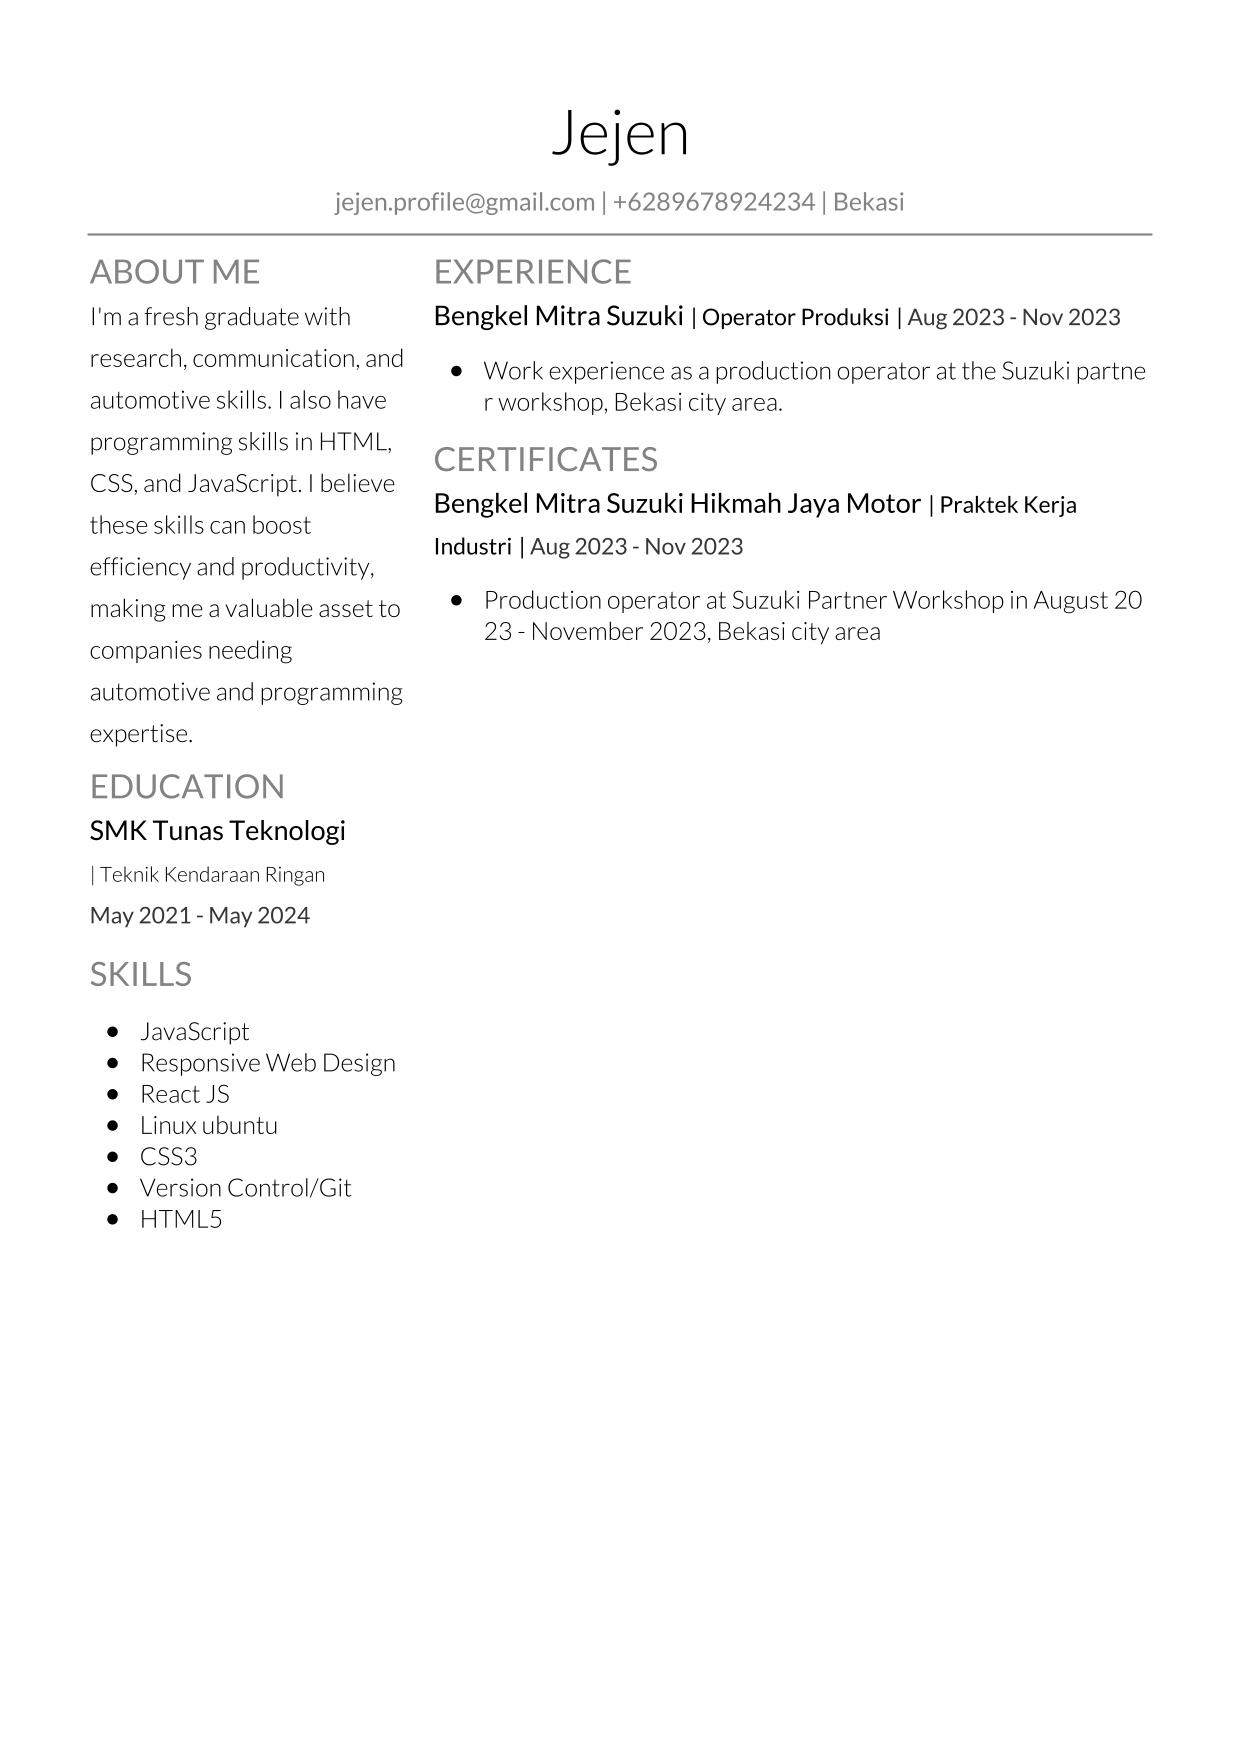 Jejen
jejen.profile@gmail.com | +6289678924234 | Bekasi
ABOUT ME
I'm a fresh graduate with
research, communication, and
automotive skills. I also have
programming skills in HTML,
CSS, and JavaScript. I believe
these skills can boost
efficiency and productivity,
making me a valuable asset to
companies needing
automotive and programming
expertise.
EDUCATION
SMK Tunas Teknologi
| Teknik Kendaraan Ringan
May 2021 - May 2024
SKILLS
● JavaScript
● Responsive Web Design
● React JS
● Linux ubuntu
● CSS3
● Version Control/Git
● HTML5
EXPERIENCE
Bengkel Mitra Suzuki | Operator Produksi | Aug 2023 - Nov 2023
● Work experience as a production operator at the Suzuki partne
r workshop, Bekasi city area.
CERTIFICATES
Bengkel Mitra Suzuki Hikmah Jaya Motor | Praktek Kerja
Industri | Aug 2023 - Nov 2023
● Production operator at Suzuki Partner Workshop in August 20
23 - November 2023, Bekasi city area